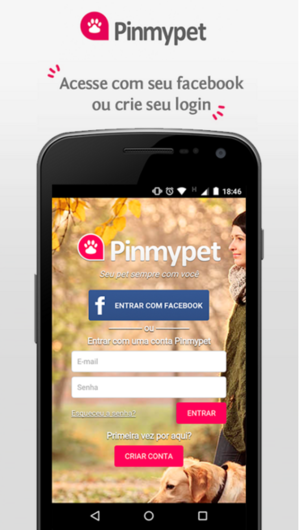 Pinmypet
Acesse com seu facebook
ou crie seu login
18:46
Pinmypet
Seu pet sempre com você
f ENTRAR COM FACEBOOK
ou
Entrar com uma conta Pinmypet
E-mail
Senha
Esqueceu a senha?
ENTRAR
Primeira vez por aqui?
CRIAR CONTA